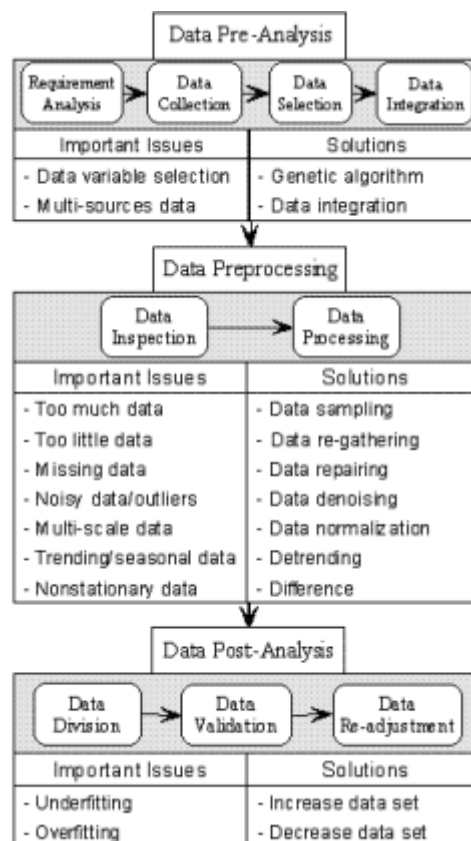 Data Pre-Analysis
Requirement
Analysis
Data
Collection
Data
Selection
Data
Integration
Important Issues
Solutions
- Data variable selection
- Genetic algorithm
- Multi-sources data
- Data integration
Data Preprocessing
Data
Inspection
Data
Processing
Important Issues
Solutions
- Too much data
- Data sampling
- Too little data
- Data re-gathering
- Missing data
- Data repairing
- Noisy data/outliers
- Data denoising
- Multi-scale data
- Data normalization
- Trending/seasonal data
- Detrending
- Nonstationary data
- Difference
Data Post-Analysis
Data
Division
Data
Validation
Data
Re-adjustment
Important Issues
Solutions
- Underfitting
- Increase data set
- Overfitting
- Decrease data set